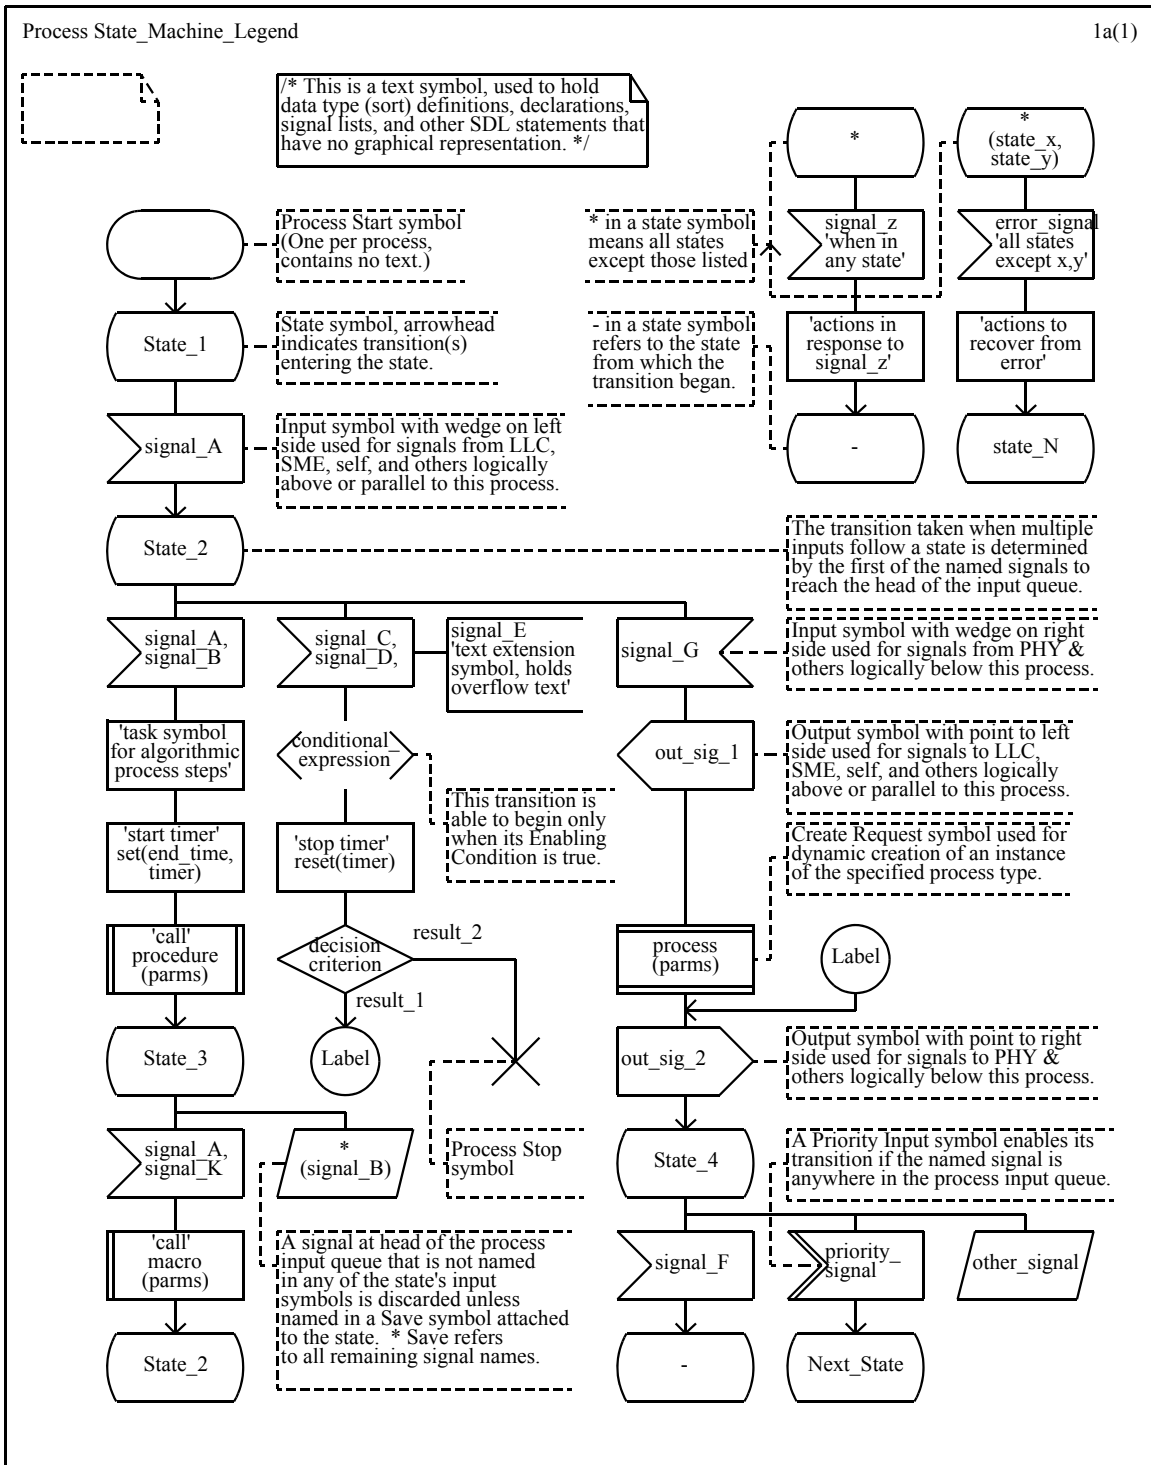 Process State_Machine_Legend
1a(1)
/* This is a text symbol, used to hold
data type (sort) definitions, declarations,
signal lists, and other SDL statements that
have no graphical representation. */
*
*
(state_x,
state_y)
Process Start symbol
(One per process,
contains no text.)
* in a state symbol
means all states
except those listed
signal_z
'when in
any state'
error_signal
'all states
except x,y'
State_1
State symbol, arrowhead
indicates transition(s)
entering the state.
- in a state symbol
refers to the state
from which the
transition began.
'actions in
response to
signal_z'
'actions to
recover from
error'
signal_A
Input symbol with wedge on left
side used for signals from LLC,
SME, self, and others logically
above or parallel to this process.
-
state_N
State_2
The transition taken when multiple
inputs follow a state is determined
by the first of the named signals to
reach the head of the input queue.
signal_A,
signal_B
signal_C,
signal_D,
signal_E
'text extension
symbol, holds
overflow text'
signal_G
Input symbol with wedge on right
side used for signals from PHY &
others logically below this process.
'task symbol
for algorithmic
process steps'
conditional_
expression
out_sig_1
Output symbol with point to left
side used for signals to LLC,
SME, self, and others logically
above or parallel to this process.
This transition is
able to begin only
when its Enabling
Condition is true.
'start timer'
set(end_time,
timer)
'stop timer'
reset(timer)
Create Request symbol used for
dynamic creation of an instance
of the specified process type.
'call'
procedure
(parms)
decision
criterion
result_2
result_1
process
(parms)
Label
State_3
Label
out_sig_2
Output symbol with point to right
side used for signals to PHY &
others logically below this process.
signal_A,
signal_K
*
(signal_B)
Process Stop
symbol
State_4
A Priority Input symbol enables its
transition if the named signal is
anywhere in the process input queue.
'call'
macro
(parms)
A signal at head of the process
input queue that is not named
in any of the state's input
symbols is discarded unless
named in a Save symbol attached
to the state.  * Save refers
to all remaining signal names.
signal_F
priority_
signal
other_signal
State_2
-
Next_State